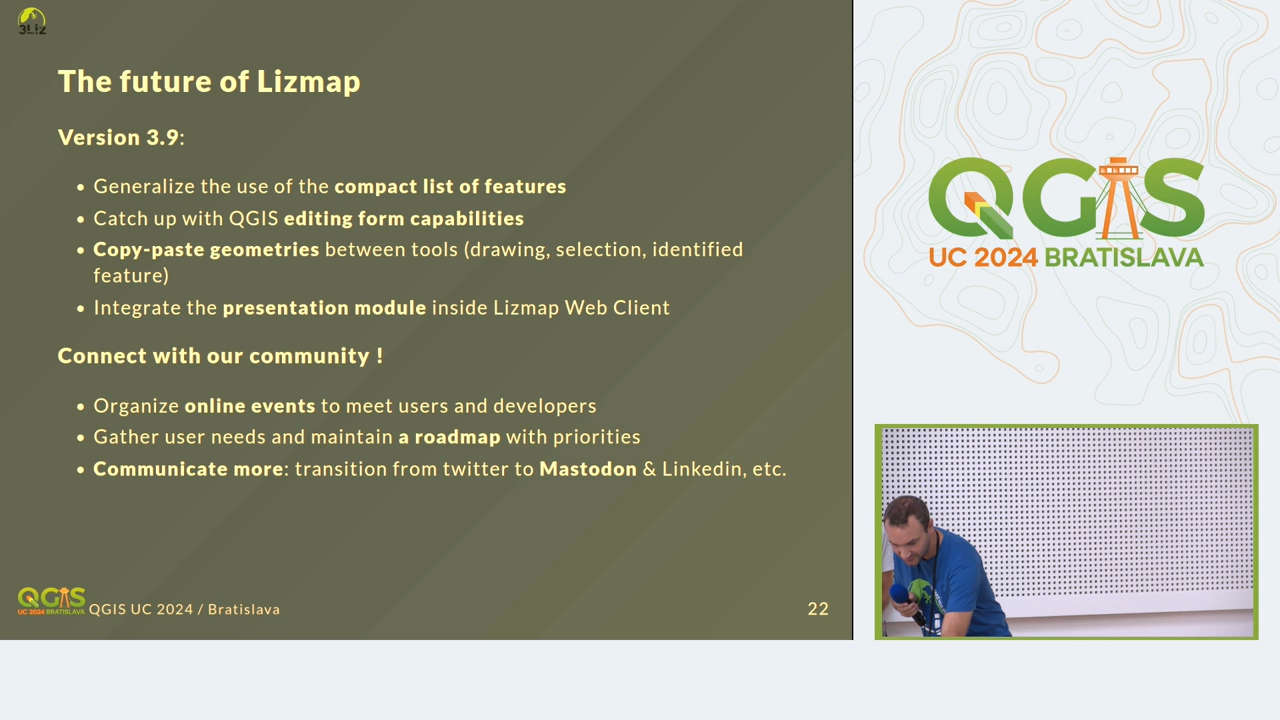 3Liz
The future of Lizmap
Version 3.9:
• Generalize the use of the compact list of features
• Catch up with QGIS editing form capabilities
• Copy-paste geometries between tools (drawing, selection, identified
feature)
• Integrate the presentation module inside Lizmap Web Client
Connect with our community !
• Organize online events to meet users and developers
• Gather user needs and maintain a roadmap with priorities
• Communicate more: transition from twitter to Mastodon & Linkedin, etc.
QGIS
UC 2024 BRATISLAVA
QGIS UC 2024 / Bratislava
22
QGIS
UC 2024 BRATISLAVA